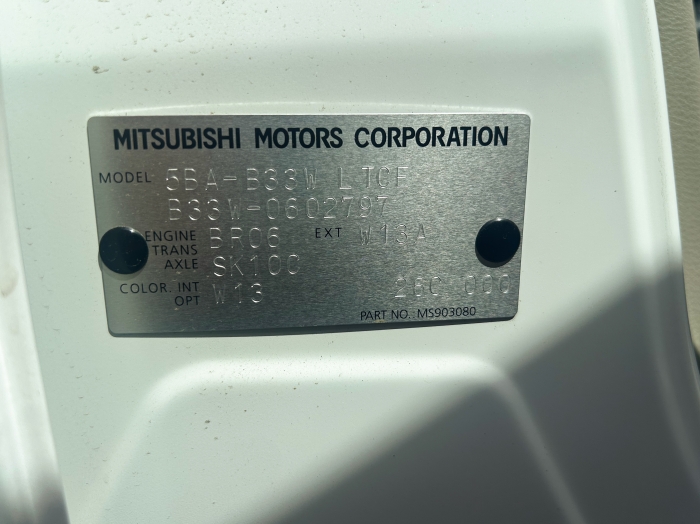 MITSUBISHI MOTORS CORPORATION
MODEL 5BA-B33W LTCF
B33W-0602797
ENGINE BR06 EXT W13A
TRANS
AXLE SK100
COLOR. INT W13 26C 000
OPT
PART NO.: MS903080